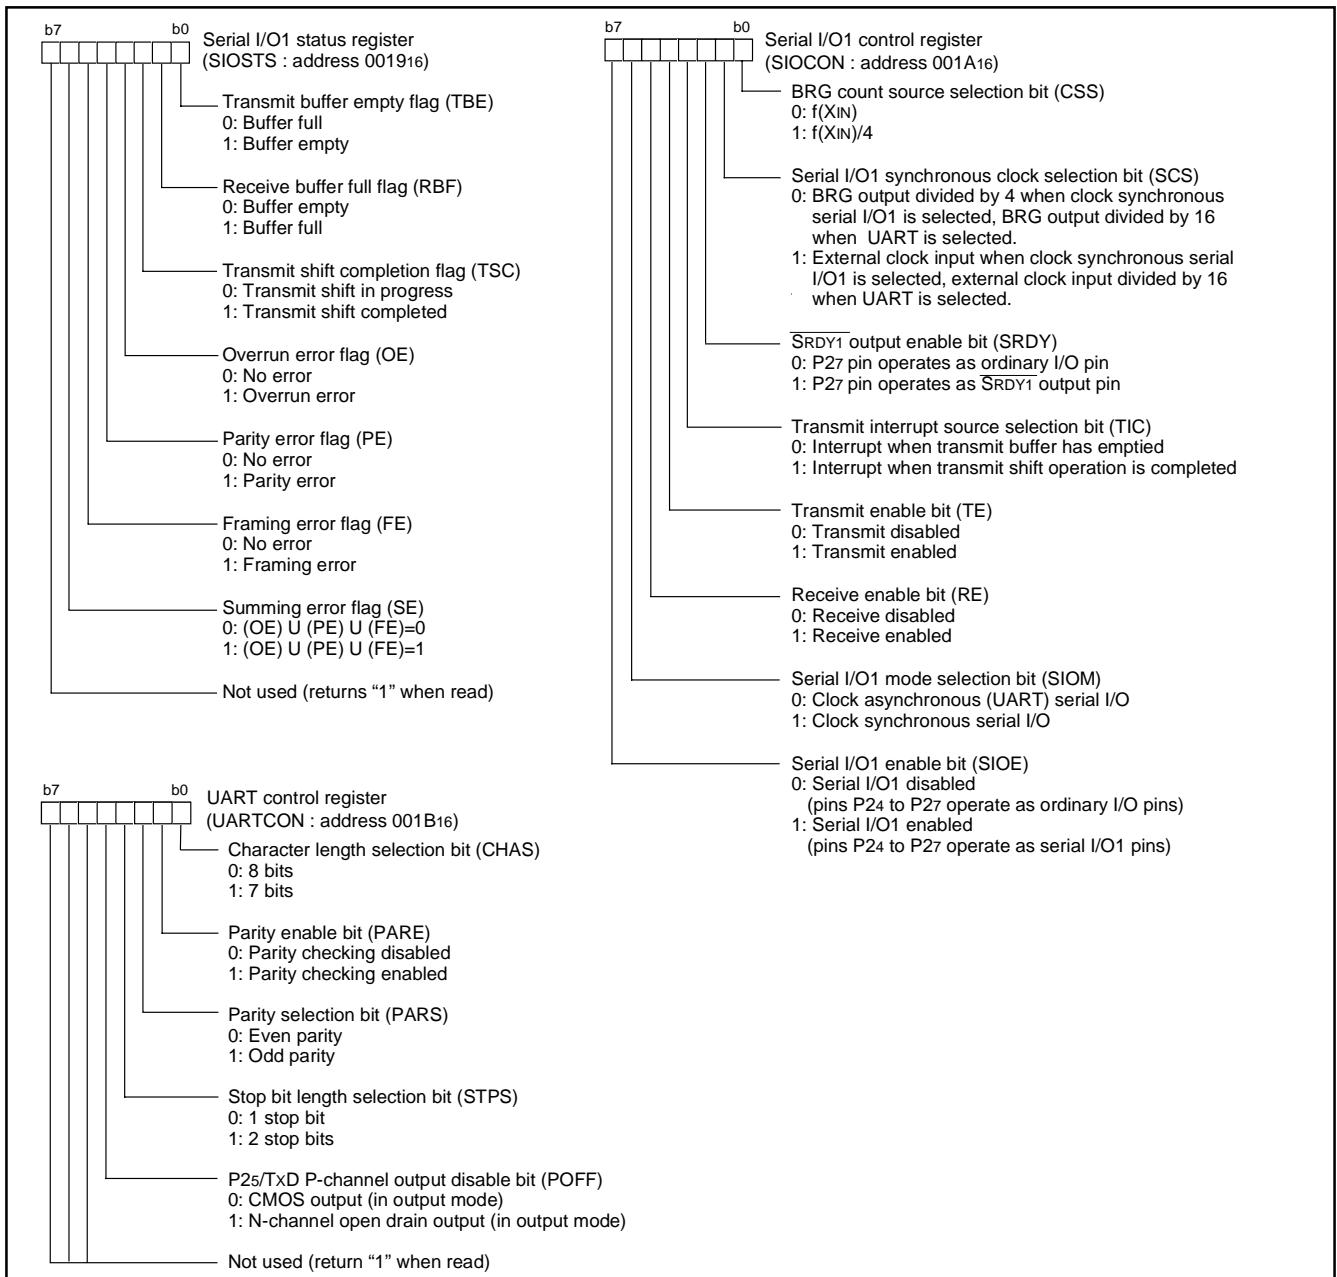 b7 b0
Serial I/O1 status register
(SIOSTS : address 001916)
Transmit buffer empty flag (TBE)
0: Buffer full
1: Buffer empty
Receive buffer full flag (RBF)
0: Buffer empty
1: Buffer full
Transmit shift completion flag (TSC)
0: Transmit shift in progress
1: Transmit shift completed
Overrun error flag (OE)
0: No error
1: Overrun error
Parity error flag (PE)
0: No error
1: Parity error
Framing error flag (FE)
0: No error
1: Framing error
Summing error flag (SE)
0: (OE) U (PE) U (FE)=0
1: (OE) U (PE) U (FE)=1
Not used (returns “1” when read)
b7 b0
UART control register
(UARTCON : address 001B16)
Character length selection bit (CHAS)
0: 8 bits
1: 7 bits
Parity enable bit (PARE)
0: Parity checking disabled
1: Parity checking enabled
Parity selection bit (PARS)
0: Even parity
1: Odd parity
Stop bit length selection bit (STPS)
0: 1 stop bit
1: 2 stop bits
P25/TXD P-channel output disable bit (POFF)
0: CMOS output (in output mode)
1: N-channel open drain output (in output mode)
Not used (return “1” when read)
b7 b0
Serial I/O1 control register
(SIOCON : address 001A16)
BRG count source selection bit (CSS)
0: f(XIN)
1: f(XIN)/4
Serial I/O1 synchronous clock selection bit (SCS)
0: BRG output divided by 4 when clock synchronous
serial I/O1 is selected, BRG output divided by 16
when UART is selected.
1: External clock input when clock synchronous serial
I/O1 is selected, external clock input divided by 16
when UART is selected.
SRDY1 output enable bit (SRDY)
0: P27 pin operates as ordinary I/O pin
1: P27 pin operates as SRDY1 output pin
Transmit interrupt source selection bit (TIC)
0: Interrupt when transmit buffer has emptied
1: Interrupt when transmit shift operation is completed
Transmit enable bit (TE)
0: Transmit disabled
1: Transmit enabled
Receive enable bit (RE)
0: Receive disabled
1: Receive enabled
Serial I/O1 mode selection bit (SIOM)
0: Clock asynchronous (UART) serial I/O
1: Clock synchronous serial I/O
Serial I/O1 enable bit (SIOE)
0: Serial I/O1 disabled
(pins P24 to P27 operate as ordinary I/O pins)
1: Serial I/O1 enabled
(pins P24 to P27 operate as serial I/O1 pins)